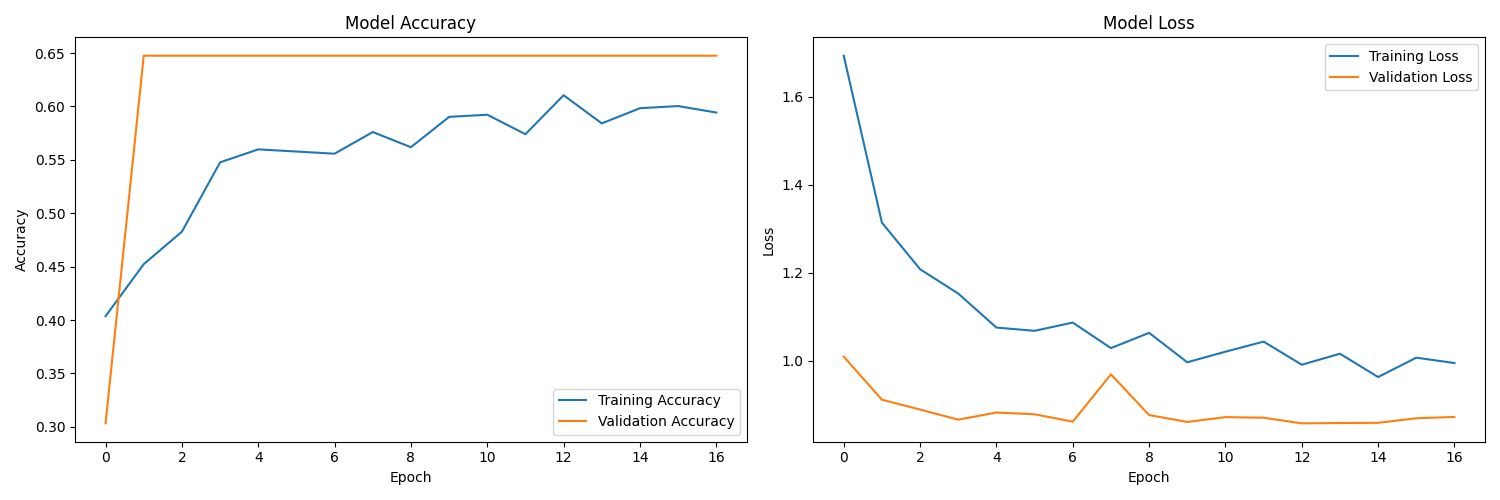 Model Accuracy
Accuracy
0.65
0.60
0.55
0.50
0.45
0.40
0.35
0.30
0 2 4 6 8 10 12 14 16
Epoch
Training Accuracy
Validation Accuracy
Model Loss
Loss
1.6
1.4
1.2
1.0
0 2 4 6 8 10 12 14 16
Epoch
Training Loss
Validation Loss